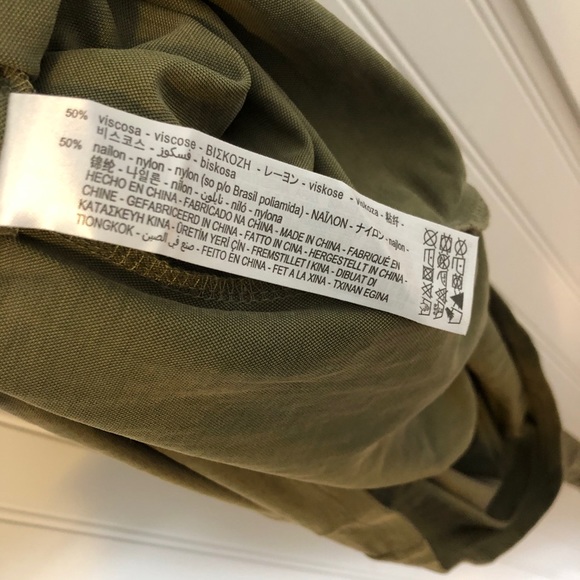 50% viscosa - viscose - ΒΙΣΚΟΖΗ - レーヨン - viskose - viskoza - 粘纤 -
비스코스 - فسكوز - biskosa
50% nailon - nylon - nylon (so p/o Brasil poliamida) - ΝΑΪΛΟΝ - ナイロン - najlon -
锦纶 - 나일론 - nilon - نايلون - niló - nylona
HECHO EN CHINA - FABRICADO NA CHINA - MADE IN CHINA - FABRIQUÉ EN
CHINE - GEFABRICEERD IN CHINA - FATTO IN CINA - HERGESTELLT IN CHINA -
ΚΑΤΑΣΚΕΥΗ ΚΙΝΑ - ÜRETİM YERİ ÇİN - FREMSTILLET I KINA - DIBUAT DI
TIONGKOK - صنع في الصين - FEITO EN CHINA - FET A LA XINA - TXINAN EGINA